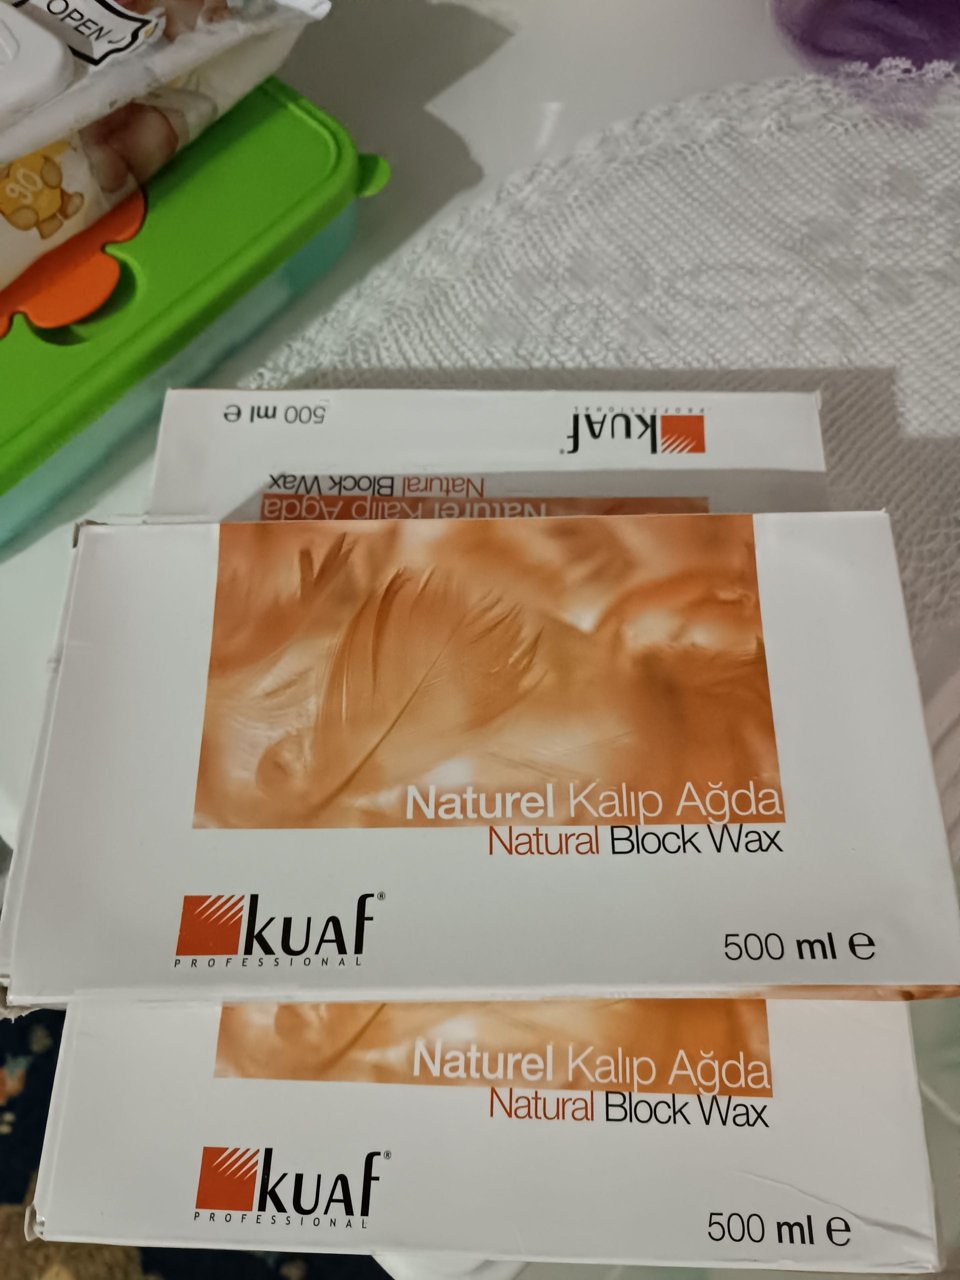 OPEN
90
500 ml e
kuaf®
PROFESSIONAL
Natural Block Wax
Naturel Kalıp Ağda
Naturel Kalıp Ağda
Natural Block Wax
kuaf®
PROFESSIONAL
500 ml e
Naturel Kalıp Ağda
Natural Block Wax
kuaf®
PROFESSIONAL
500 ml e